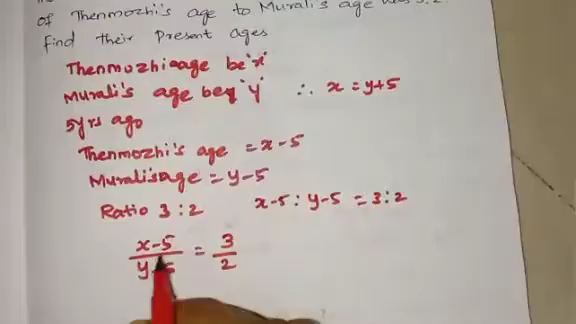 of Thenmozhi's age to Murali's age was 3:2.
Find their Present ages
Thenmozhi age be 'x'
Murali's age be 'y' ∴ x = y+5
5yrs ago
Thenmozhi's age = x-5
Murali's age = y-5
Ratio 3:2 x-5 : y-5 = 3:2
x-5 / y-5 = 3 / 2